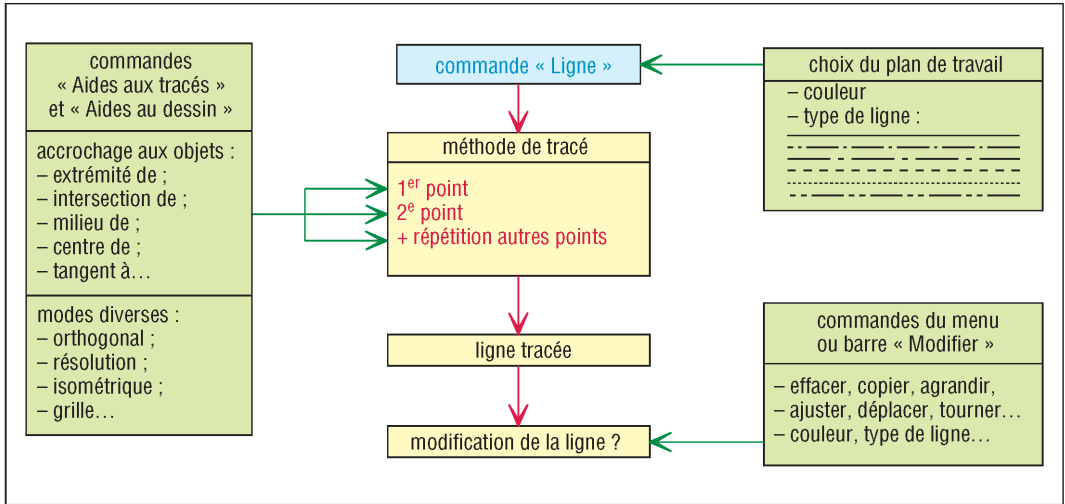 commandes
« Aides aux tracés »
et « Aides au dessin »
accrochage aux objets :
– extrémité de ;
– intersection de ;
– milieu de ;
– centre de ;
– tangent à…
modes diverses :
– orthogonal ;
– résolution ;
– isométrique ;
– grille…
commande « Ligne »
méthode de tracé
1er point
2e point
+ répétition autres points
ligne tracée
modification de la ligne ?
choix du plan de travail
– couleur
– type de ligne :
commandes du menu
ou barre « Modifier »
– effacer, copier, agrandir,
– ajuster, déplacer, tourner…
– couleur, type de ligne…